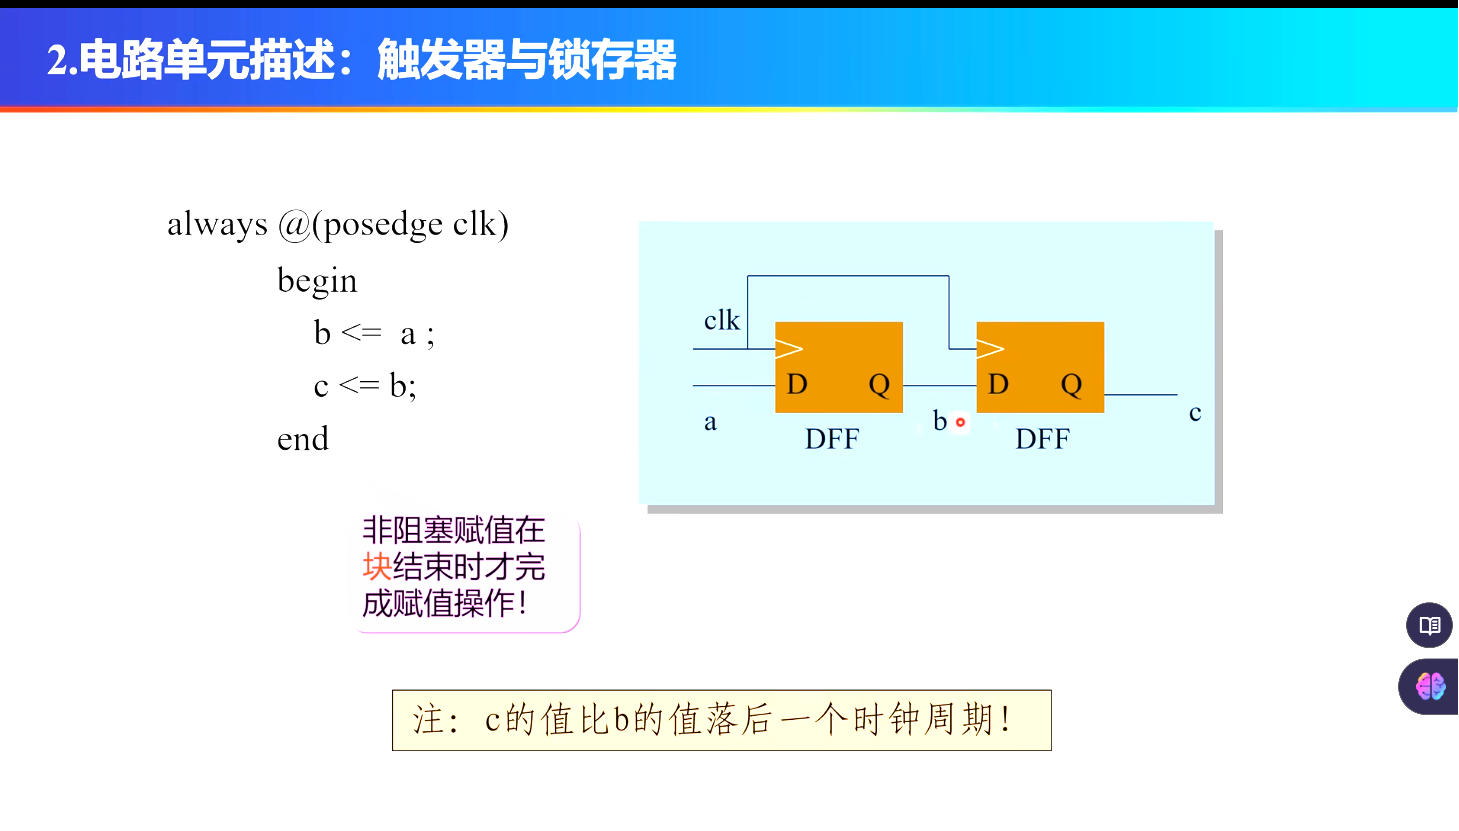 2.电路单元描述：触发器与锁存器
always @(posedge clk)
begin
b <= a ;
c <= b;
end
clk
D Q
D Q
a
b
c
DFF
DFF
非阻塞赋值在
块结束时才完
成赋值操作！
注：c的值比b的值落后一个时钟周期！